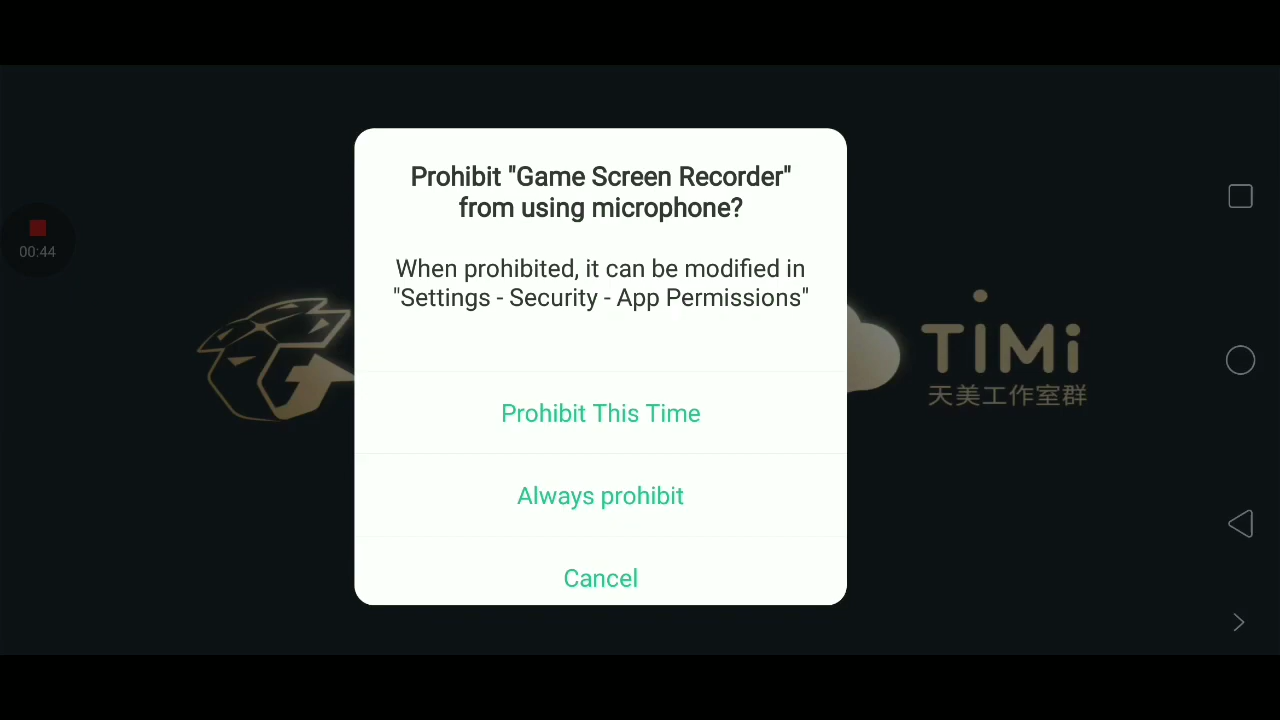 Prohibit "Game Screen Recorder"
from using microphone?
When prohibited, it can be modified in
"Settings - Security - App Permissions"
00:44
TiMi
天美工作室群
Prohibit This Time
Always prohibit
Cancel